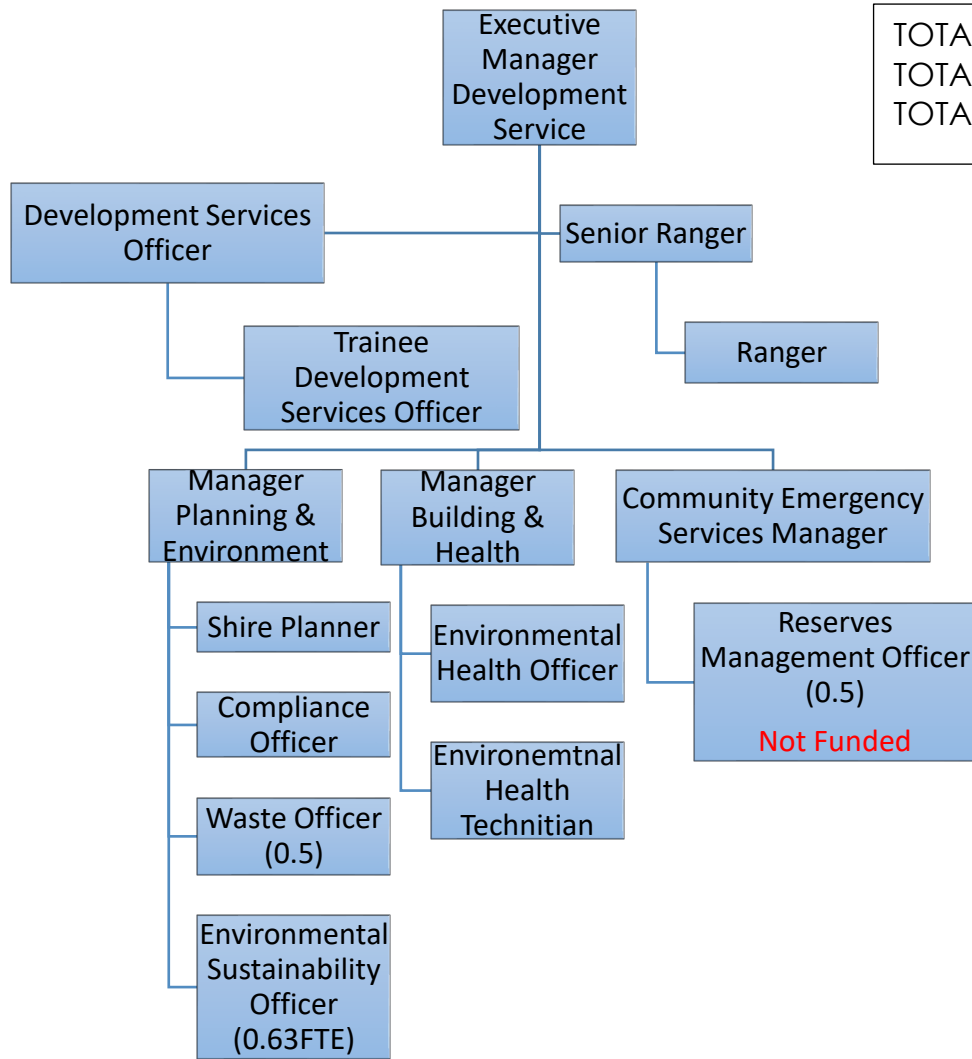 Executive
Manager
Development
Service
TOTA
TOTA
TOTA
Development Services
Officer
Senior Ranger
Trainee
Development
Services Officer
Ranger
Manager
Planning &
Environment
Manager
Building &
Health
Community Emergency
Services Manager
Shire Planner
Compliance
Officer
Waste Officer
(0.5)
Environmental
Sustainability
Officer
(0.63FTE)
Environmental
Health Officer
Environemtnal
Health
Technitian
Reserves
Management Officer
(0.5)
Not Funded